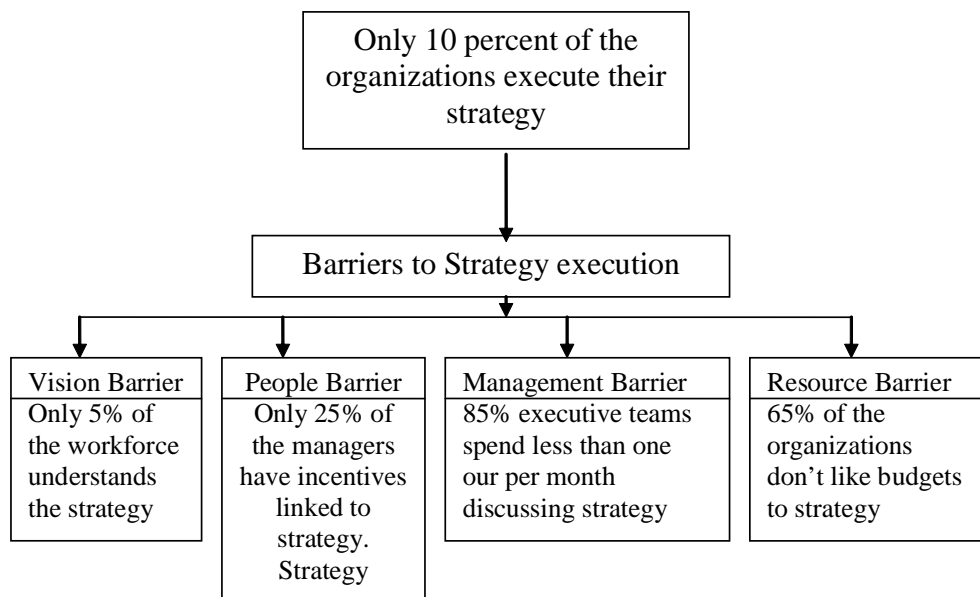 Only 10 percent of the
organizations execute their
strategy
Barriers to Strategy execution
Vision Barrier
Only 5% of
the workforce
understands
the strategy
People Barrier
Only 25% of
the managers
have incentives
linked to
strategy.
Strategy
Management Barrier
85% executive teams
spend less than one
our per month
discussing strategy
Resource Barrier
65% of the
organizations
don’t like budgets
to strategy